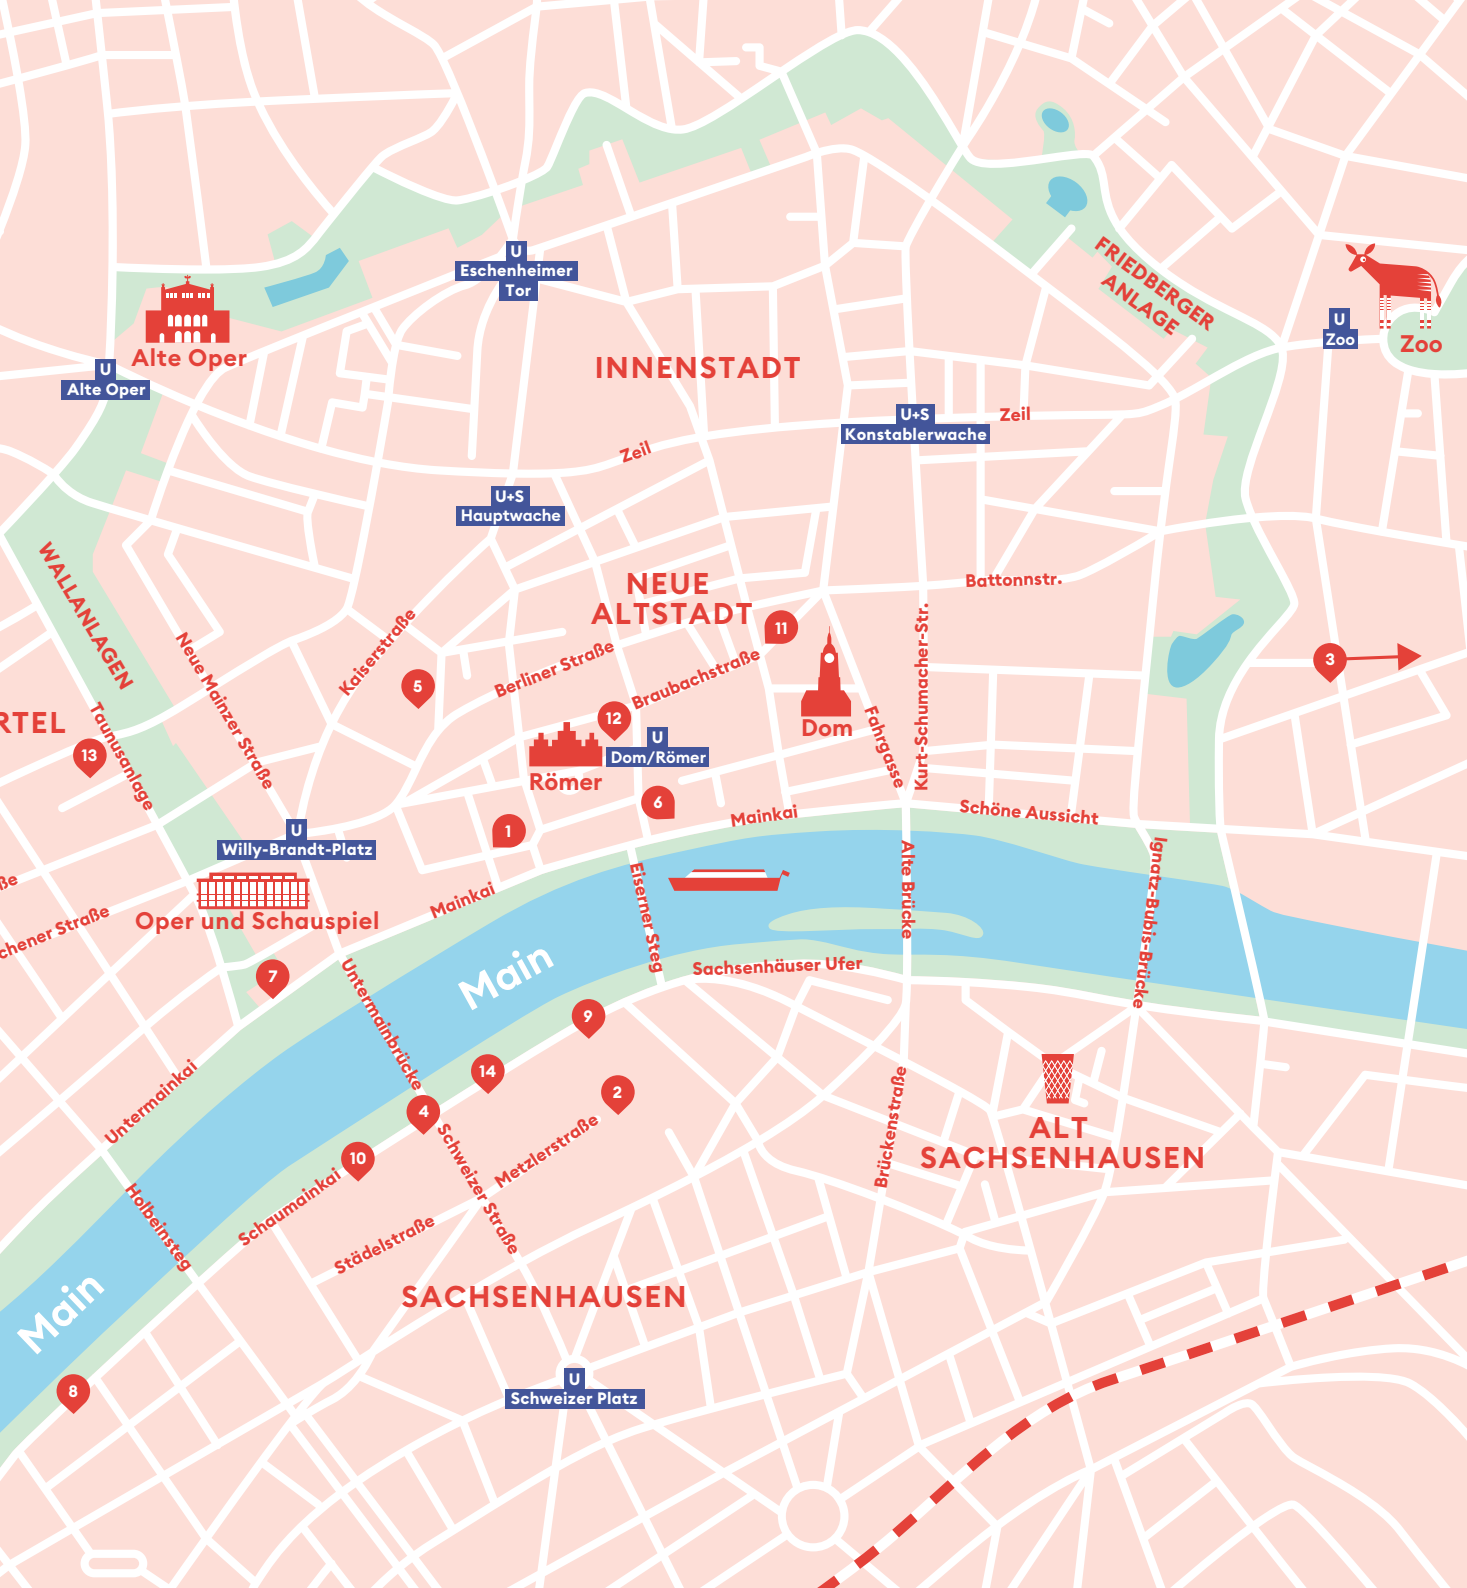 U
Eschenheimer
Tor
FRIEDBERGER
ANLAGE
Alte Oper
U
Alte Oper
INNENSTADT
U
Zoo
Zoo
U+S
Konstablerwache
Zeil
Zeil
U+S
Hauptwache
WALLANLAGEN
NEUE
ALTSTADT
Battonnstr.
11
Kaiserstraße
Berliner Straße
Braubachstraße
Kurt-Schumacher-Str.
3
Neue Mainzer Straße
5
12
RTEL
Taunusanlage
13
U
Dom/Römer
Dom
Fahrgasse
Römer
6
Mainkai
Schöne Aussicht
1
U
Willy-Brandt-Platz
Alte Brücke
Ignatz-Bubis-Brücke
ße
chener Straße
Oper und Schauspiel
Mainkai
Eiserner Steg
Main
Sachsenhäuser Ufer
7
Untermainbrücke
9
14
2
4
Untermainkai
Schweizer Straße
Metzlerstraße
Brückenstraße
ALT
SACHSENHAUSEN
10
Schaumainkai
Holbeinsteg
Städelstraße
Main
SACHSENHAUSEN
U
Schweizer Platz
8